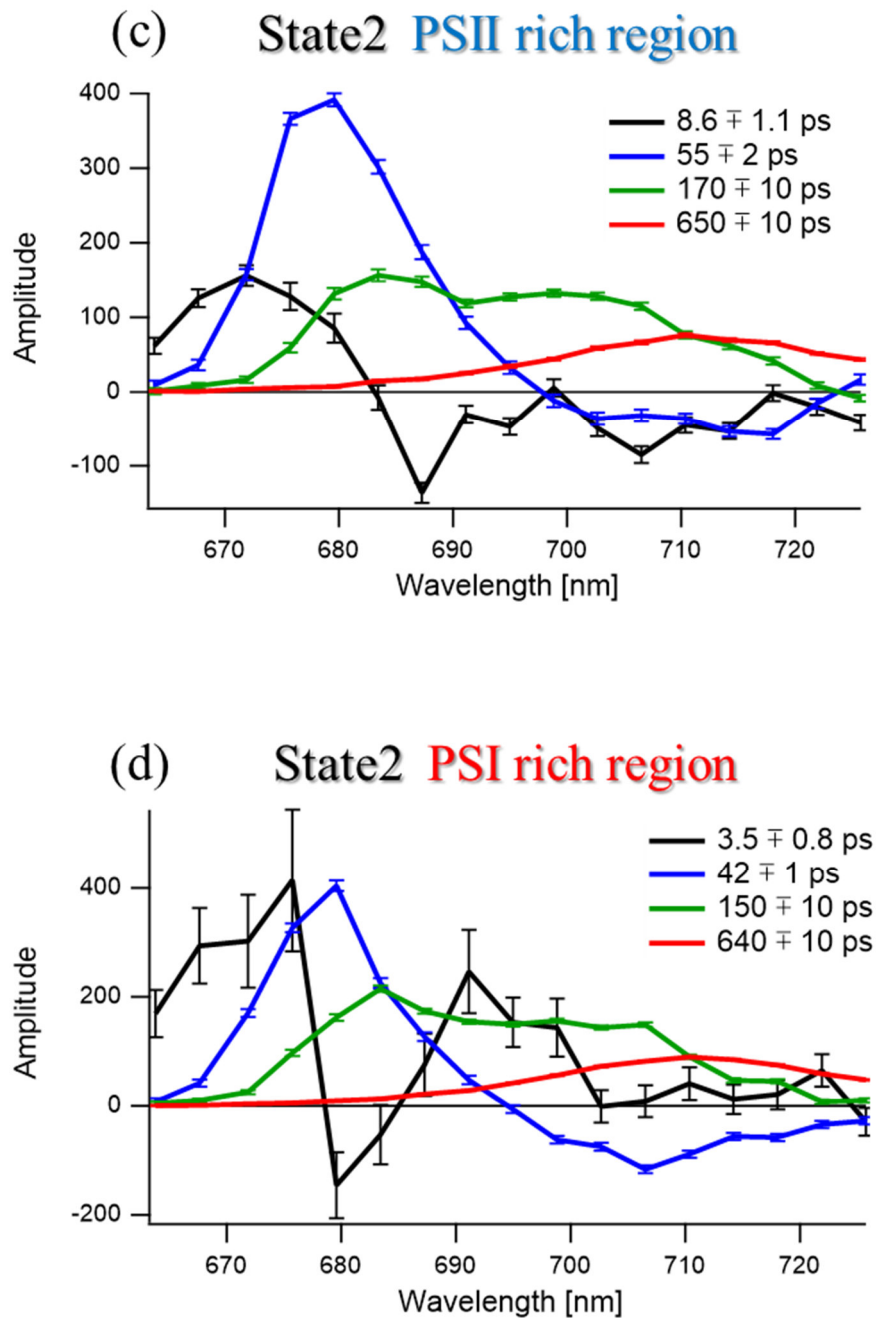 (c) State2 PSII rich region
400
300
200
100
0
-100
Amplitude
8.6 ∓ 1.1 ps
55 ∓ 2 ps
170 ∓ 10 ps
650 ∓ 10 ps
670 680 690 700 710 720
Wavelength [nm]
(d) State2 PSI rich region
400
200
0
-200
Amplitude
3.5 ∓ 0.8 ps
42 ∓ 1 ps
150 ∓ 10 ps
640 ∓ 10 ps
670 680 690 700 710 720
Wavelength [nm]